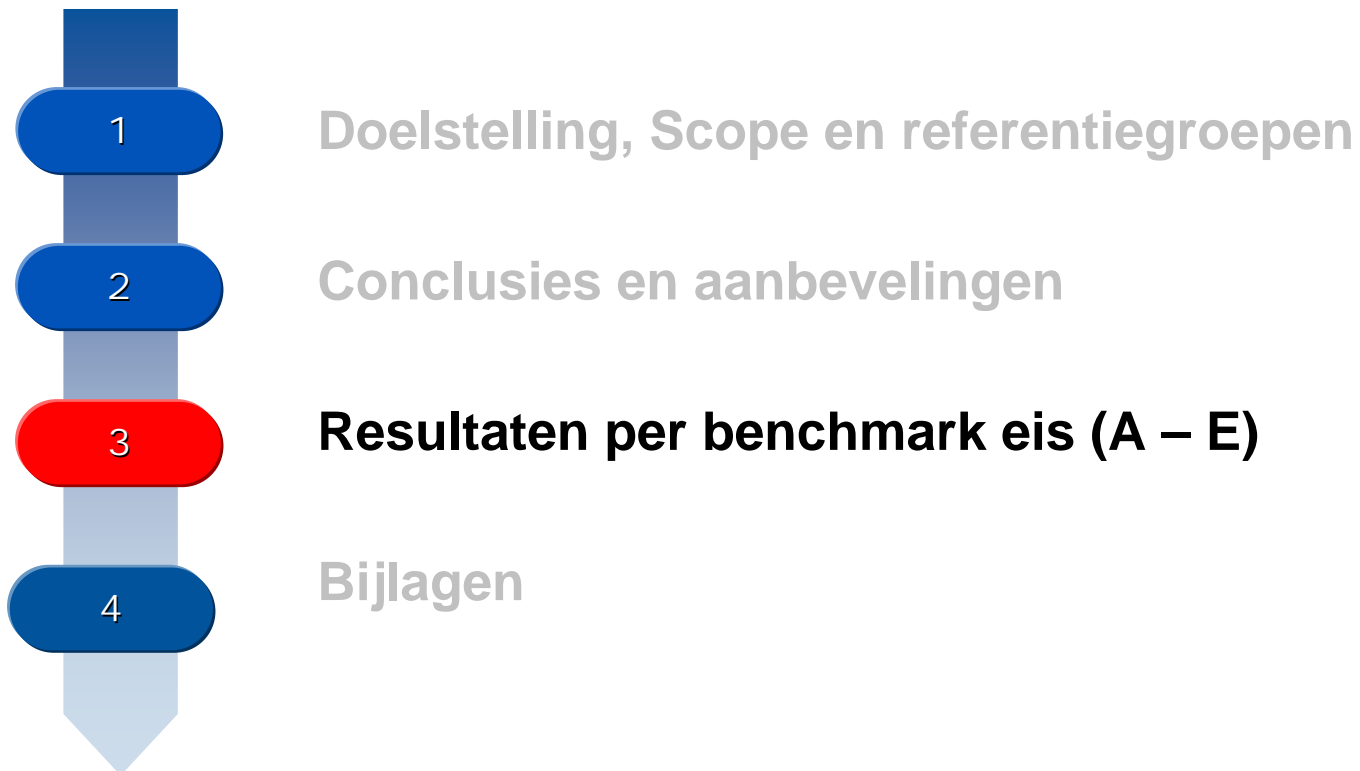 1 Doelstelling, Scope en referentiegroepen
2 Conclusies en aanbevelingen
3 Resultaten per benchmark eis (A – E)
4 Bijlagen